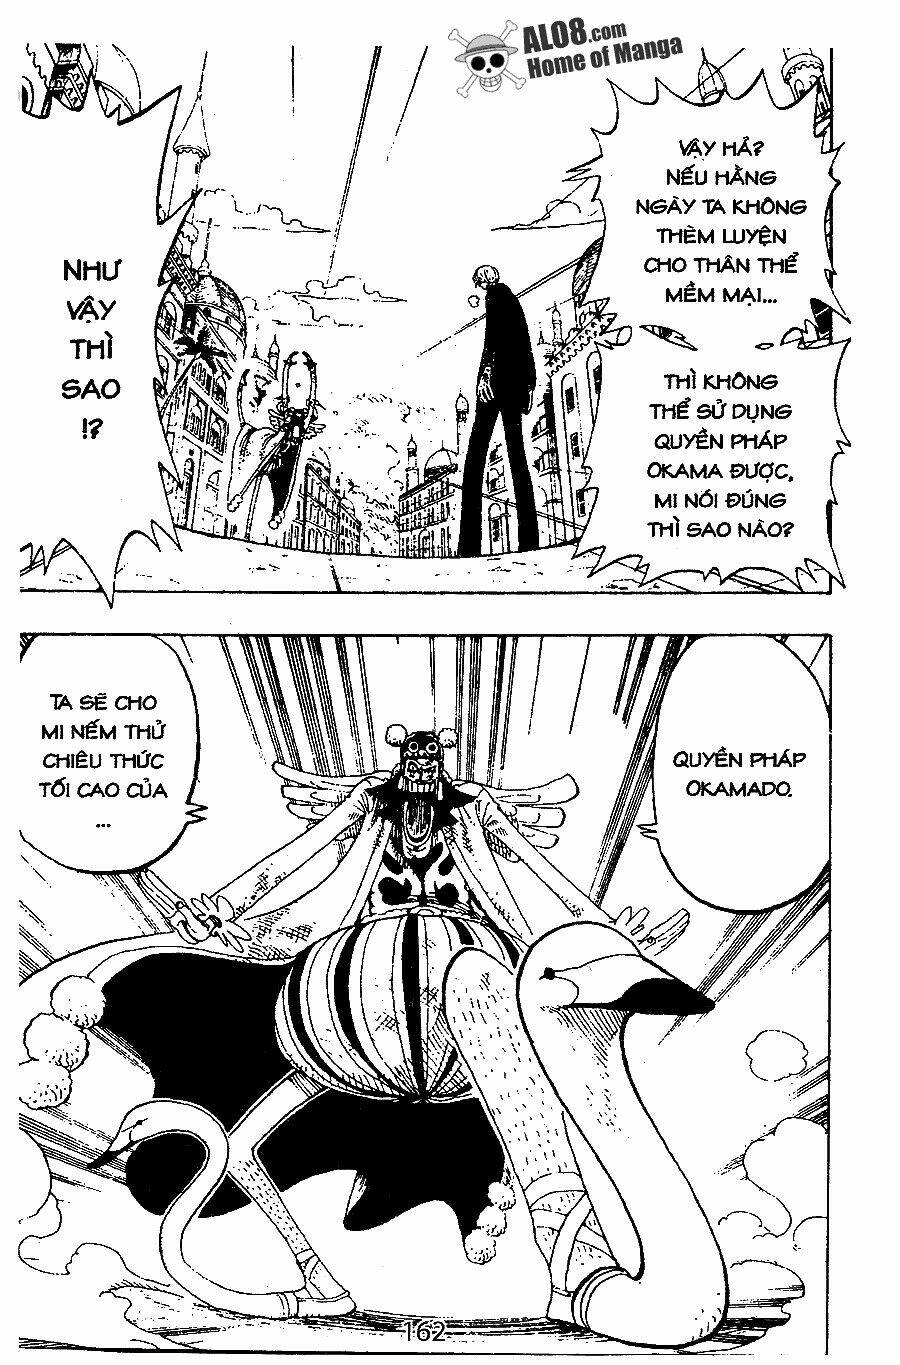 ALO8.com
Home of Manga
VẬY HẢ?
NẾU HẰNG
NGÀY TA KHÔNG
THÈM LUYỆN
CHO THÂN THỂ
MỀM MẠI...
THÌ KHÔNG
THỂ SỬ DỤNG
QUYỀN PHÁP
OKAMA ĐƯỢC,
MI NÓI ĐÚNG
THÌ SAO NÀO?
NHƯ
VẬY
THÌ
SAO
!?
QUYỀN PHÁP
OKAMADO.
TA SẼ CHO
MI NẾM THỬ
CHIÊU THỨC
TỐI CAO CỦA
...
162